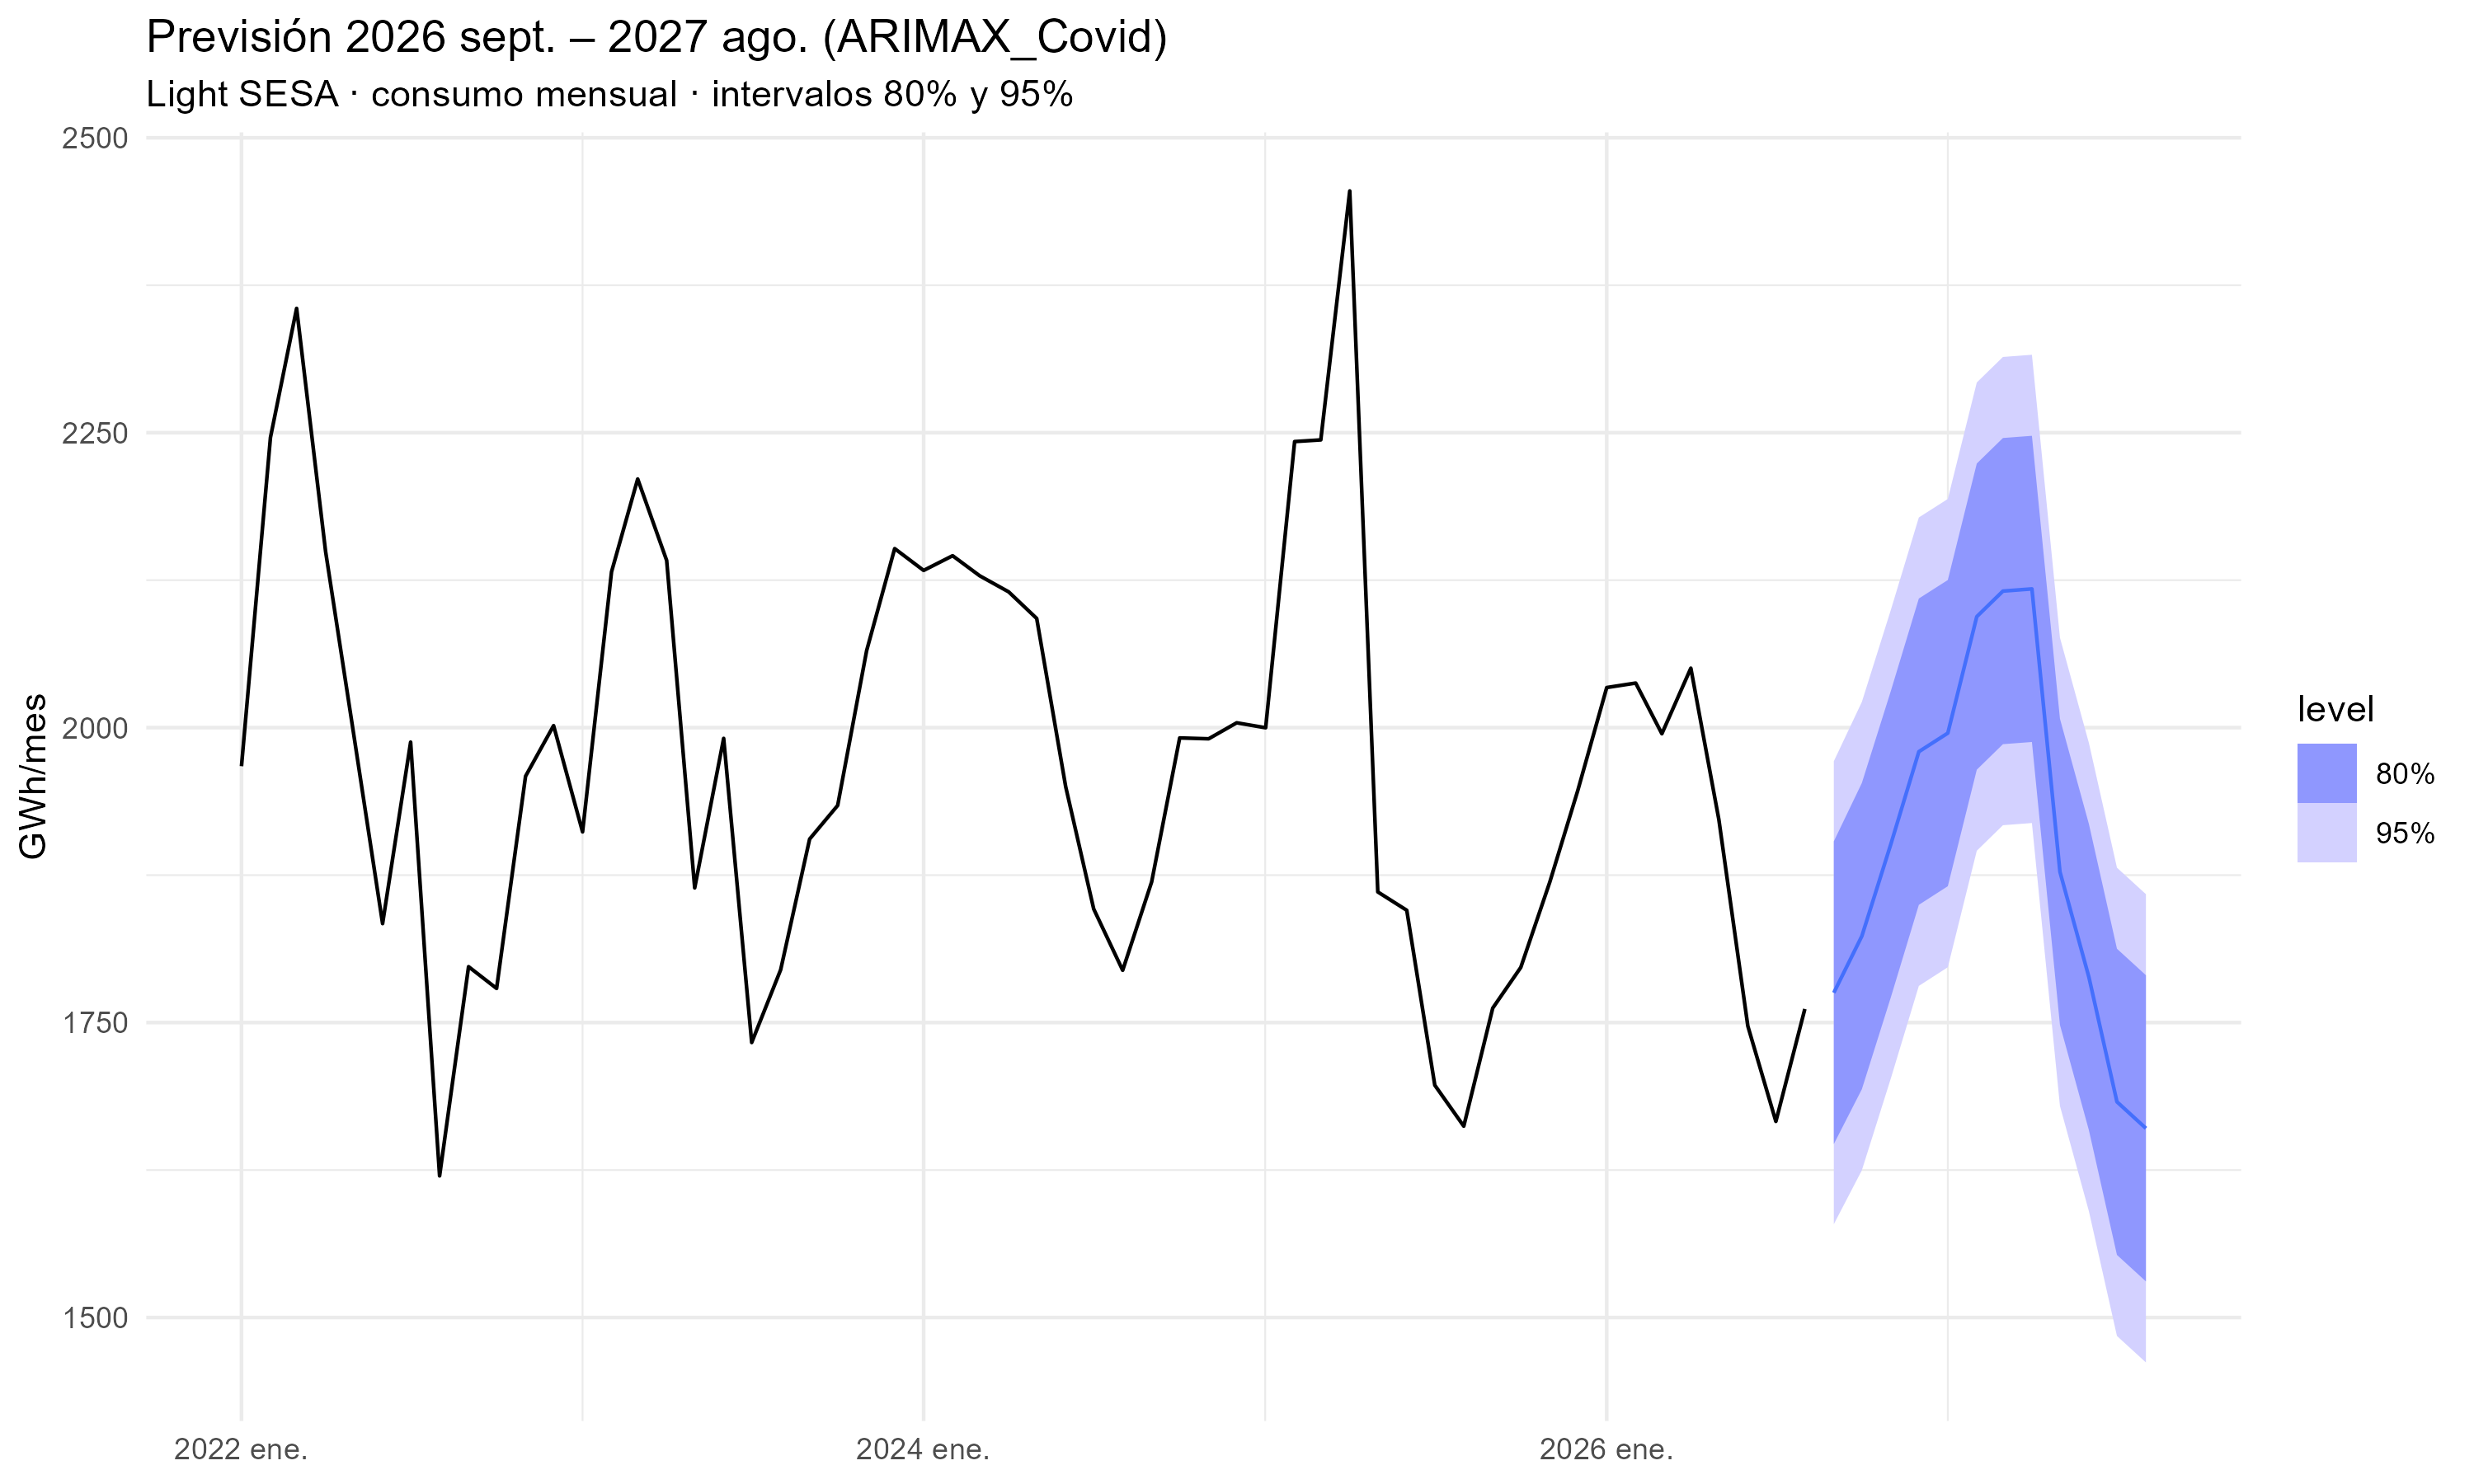 Previsión 2026 sept. – 2027 ago. (ARIMAX_Covid)
Light SESA · consumo mensual · intervalos 80% y 95%
2500
2250
2000
1750
1500
GWh/mes
2022 ene.
2024 ene.
2026 ene.
level
80%
95%